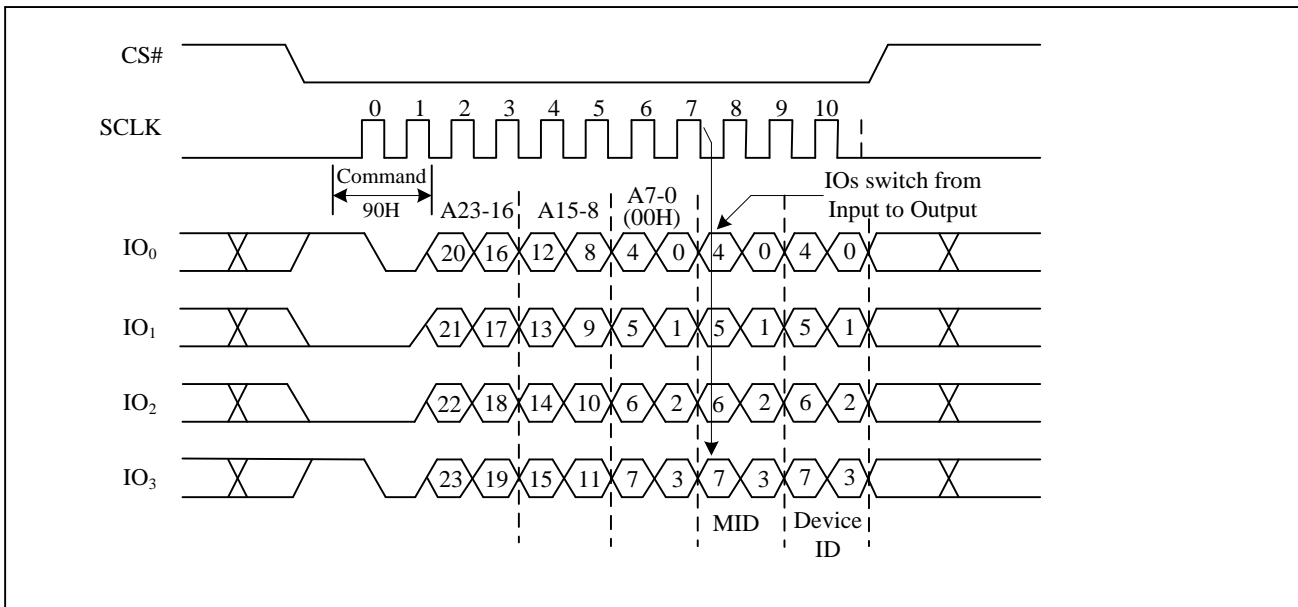 CS#
0 1 2 3 4 5 6 7 8 9 10
SCLK
Command
90H
A23-16 A15-8
A7-0
(00H)
IOs switch from
Input to Output
IO0 20 16 12 8 4 0 4 0 4 0
IO1 21 17 13 9 5 1 5 1 5 1
IO2 22 18 14 10 6 2 6 2 6 2
IO3 23 19 15 11 7 3 7 3 7 3
MID
Device
ID